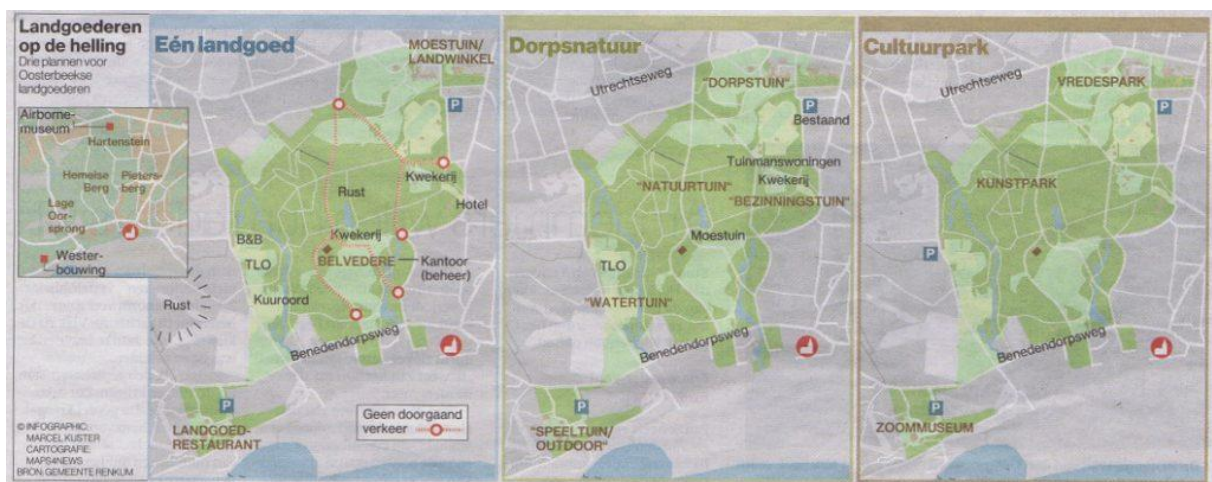 Landgoederen
op de helling
Drie plannen voor
Oosterbeekse
landgoederen
Airborne-
museum
Hartenstein
Hemelse
Berg
Pieters-
berg
Lage
Oor-
sprong
Wester-
bouwing
© INFOGRAPHIC:
MARCEL KUSTER
CARTOGRAFIE:
MAPS4NEWS
BRON: GEMEENTE RENKUM
Eén landgoed
MOESTUIN/
LANDWINKEL
P
Rust
Kwekerij
Hotel
B&B
Kwekerij
BELVEDERE
Kantoor
(beheer)
TLO
Kuuroord
Rust
Benedendorpsweg
P
LANDGOED-
RESTAURANT
Geen doorgaand
verkeer
Dorpsnatuur
Utrechtseweg
"DORPSTUIN"
P
Bestaand
Tuinmanswoningen
Kwekerij
"NATUURTUIN"
"BEZINNINGSTUIN"
Moestuin
TLO
"WATERTUIN"
Benedendorpsweg
P
"SPEELTUIN/
OUTDOOR"
Cultuurpark
Utrechtseweg
VREDESPARK
P
KUNSTPARK
P
Benedendorpsweg
P
ZOOMMUSEUM